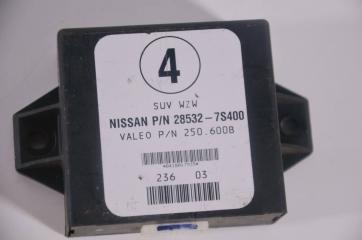 4
SUV WZW
NISSAN P/N 28532-7S400
VALEO P/N 250.600B
236 03